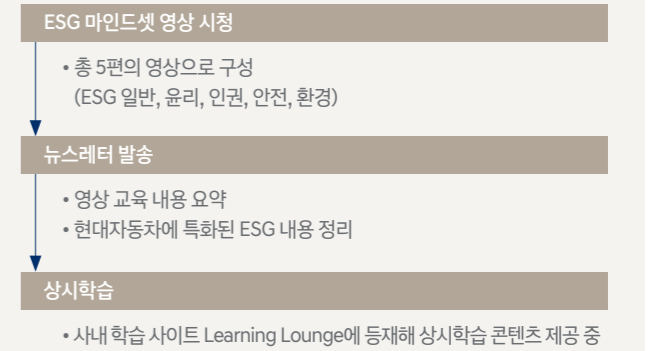 ESG 마인드셋 영상 시청
• 총 5편의 영상으로 구성
(ESG 일반, 윤리, 인권, 안전, 환경)
뉴스레터 발송
• 영상 교육 내용 요약
• 현대자동차에 특화된 ESG 내용 정리
상시학습
• 사내 학습 사이트 Learning Lounge에 등재해 상시학습 콘텐츠 제공 중